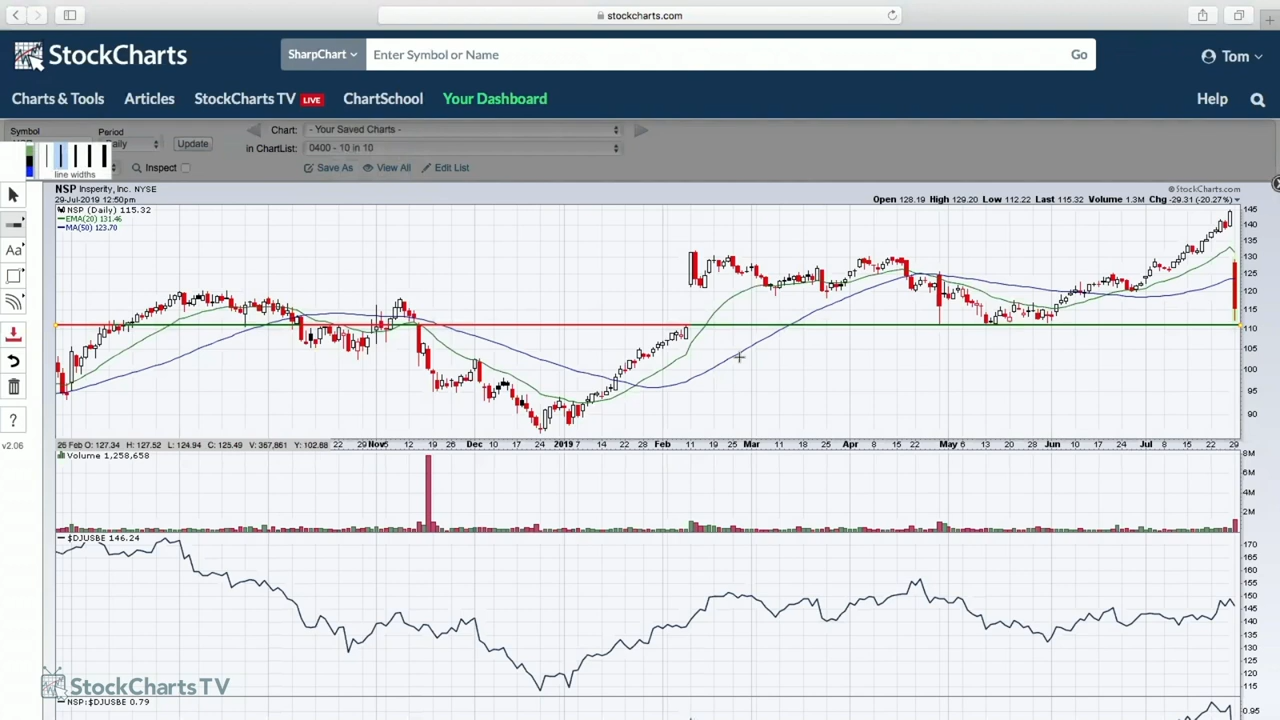 stockcharts.com
StockCharts
SharpChart
Enter Symbol or Name
Go
Tom
Charts & Tools
Articles
StockCharts TV LIVE
ChartSchool
Your Dashboard
Help
Symbol
Period
Chart:
- Your Saved Charts -
Daily
Update
in ChartList:
0400 - 10 in 10
line widths
Inspect
Save As
View All
Edit List
NSP Insperity, Inc. NYSE
© StockCharts.com
29-Jul-2019 12:50pm
Open 128.19 High 129.20 Low 112.22 Last 115.32 Volume 1.3M Chg -29.31 (-20.27%)
NSP (Daily) 115.32
EMA(20) 131.46
MA(50) 123.70
Aa
145
140
135
130
125
120
115
110
105
100
95
90
26 Feb O: 127.34 H: 127.52 L: 124.94 C: 125.49 V: 367,861 Y: 102.88 22 29 Nov 5 12 19 26 Dec 10 17 24 2019 7 14 22 28 Feb 11 19 25 Mar 11 18 25 Apr 8 15 22 May 6 13 20 28 Jun 10 17 24 Jul 8 15 22 29
?
v2.06
Volume 1,258,658
8M
6M
4M
2M
$DJUSBE 146.24
170
165
160
155
150
145
140
135
130
125
120
115
StockChartsTV
NSP:$DJUSBE 0.79
0.95